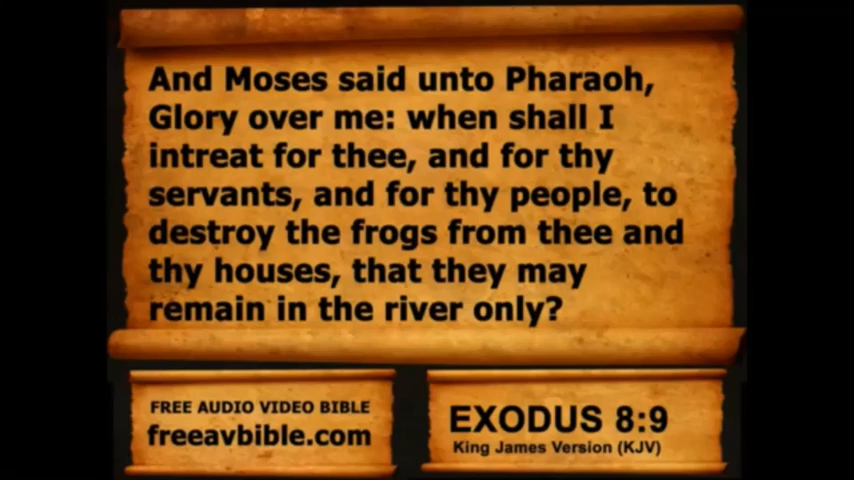 And Moses said unto Pharaoh,
Glory over me: when shall I
intreat for thee, and for thy
servants, and for thy people, to
destroy the frogs from thee and
thy houses, that they may
remain in the river only?
FREE AUDIO VIDEO BIBLE
freeavbible.com
EXODUS 8:9
King James Version (KJV)